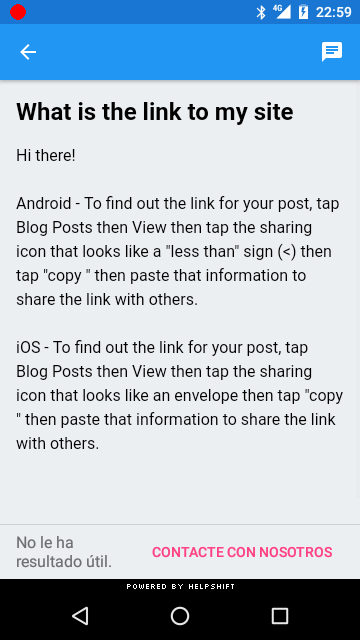 4G 22:59
What is the link to my site
Hi there!
Android - To find out the link for your post, tap
Blog Posts then View then tap the sharing
icon that looks like a "less than" sign (<) then
tap "copy " then paste that information to
share the link with others.
iOS - To find out the link for your post, tap
Blog Posts then View then tap the sharing
icon that looks like an envelope then tap "copy
" then paste that information to share the link
with others.
No le ha
resultado útil.
CONTACTE CON NOSOTROS
POWERED BY HELPSHIFT